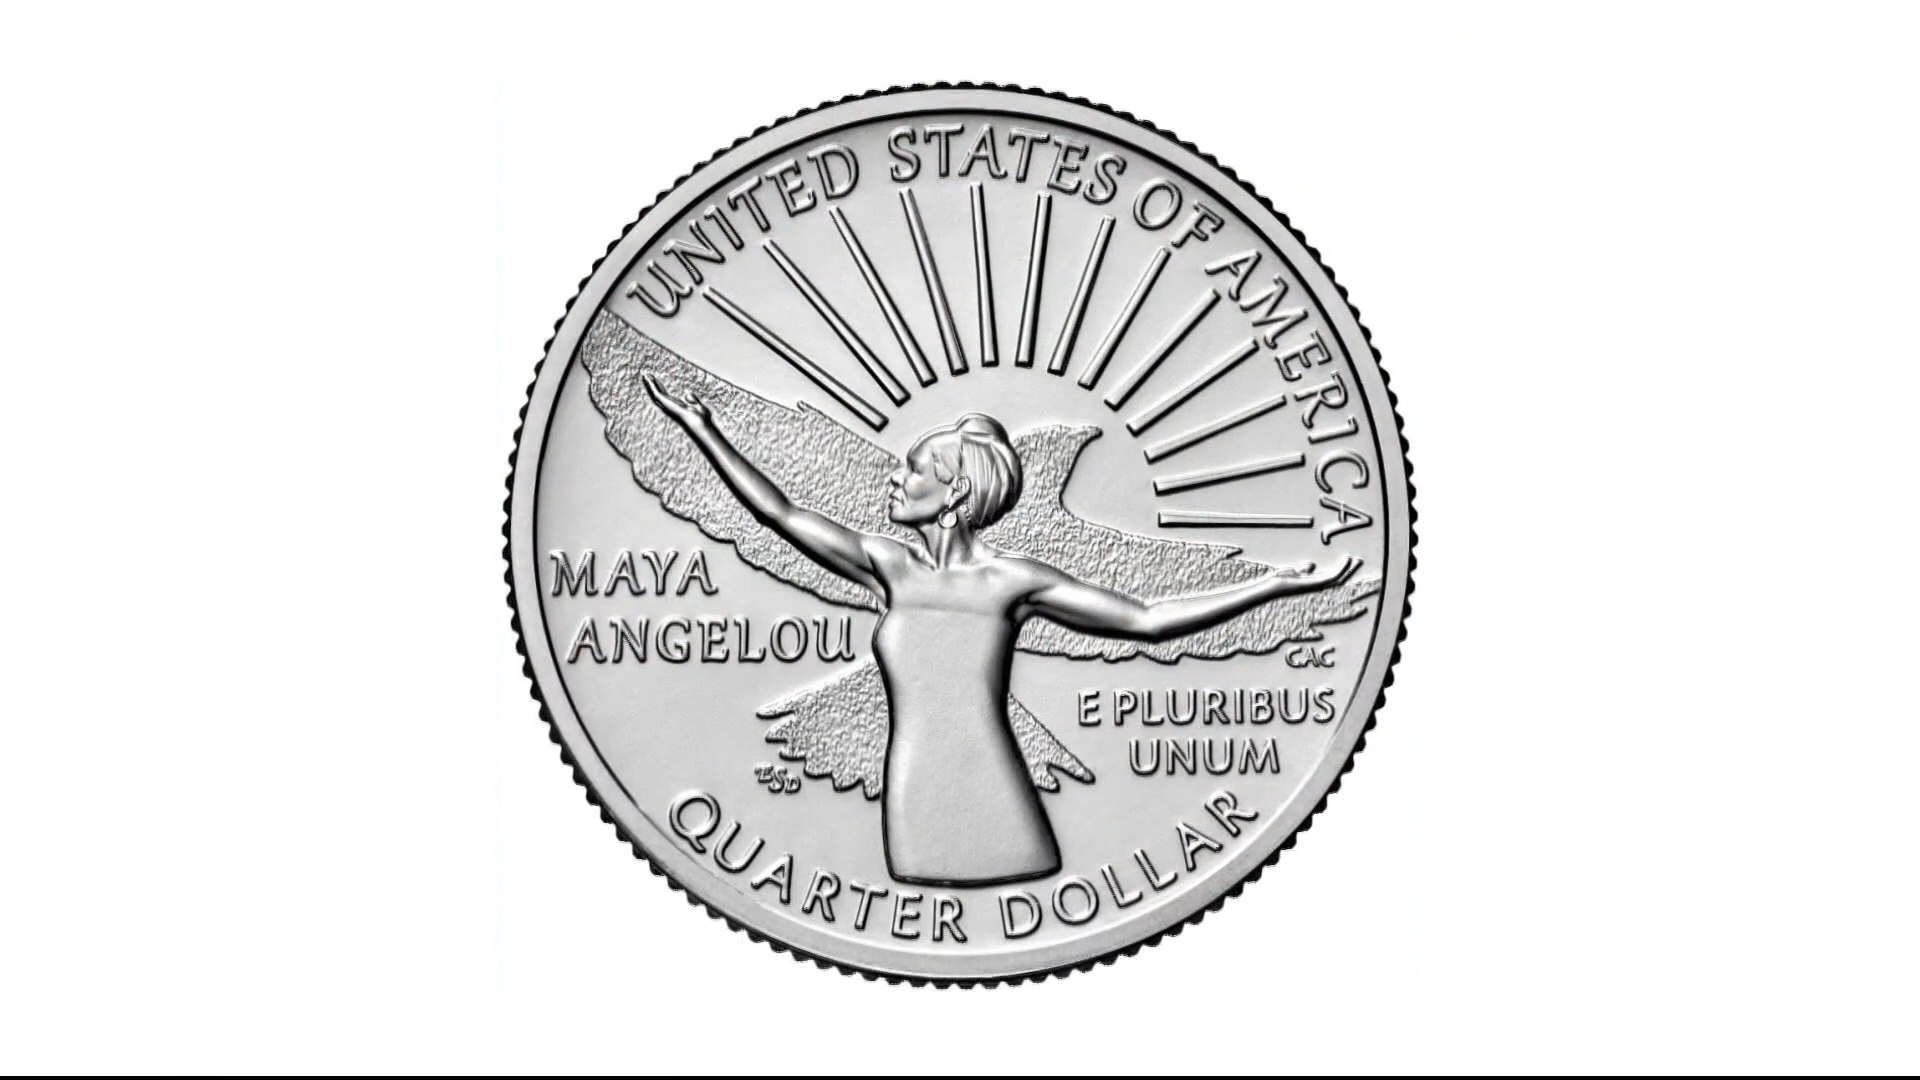 UNITED STATES OF AMERICA
MAYA
ANGELOU
CAC
E PLURIBUS
UNUM
ESD
QUARTER DOLLAR